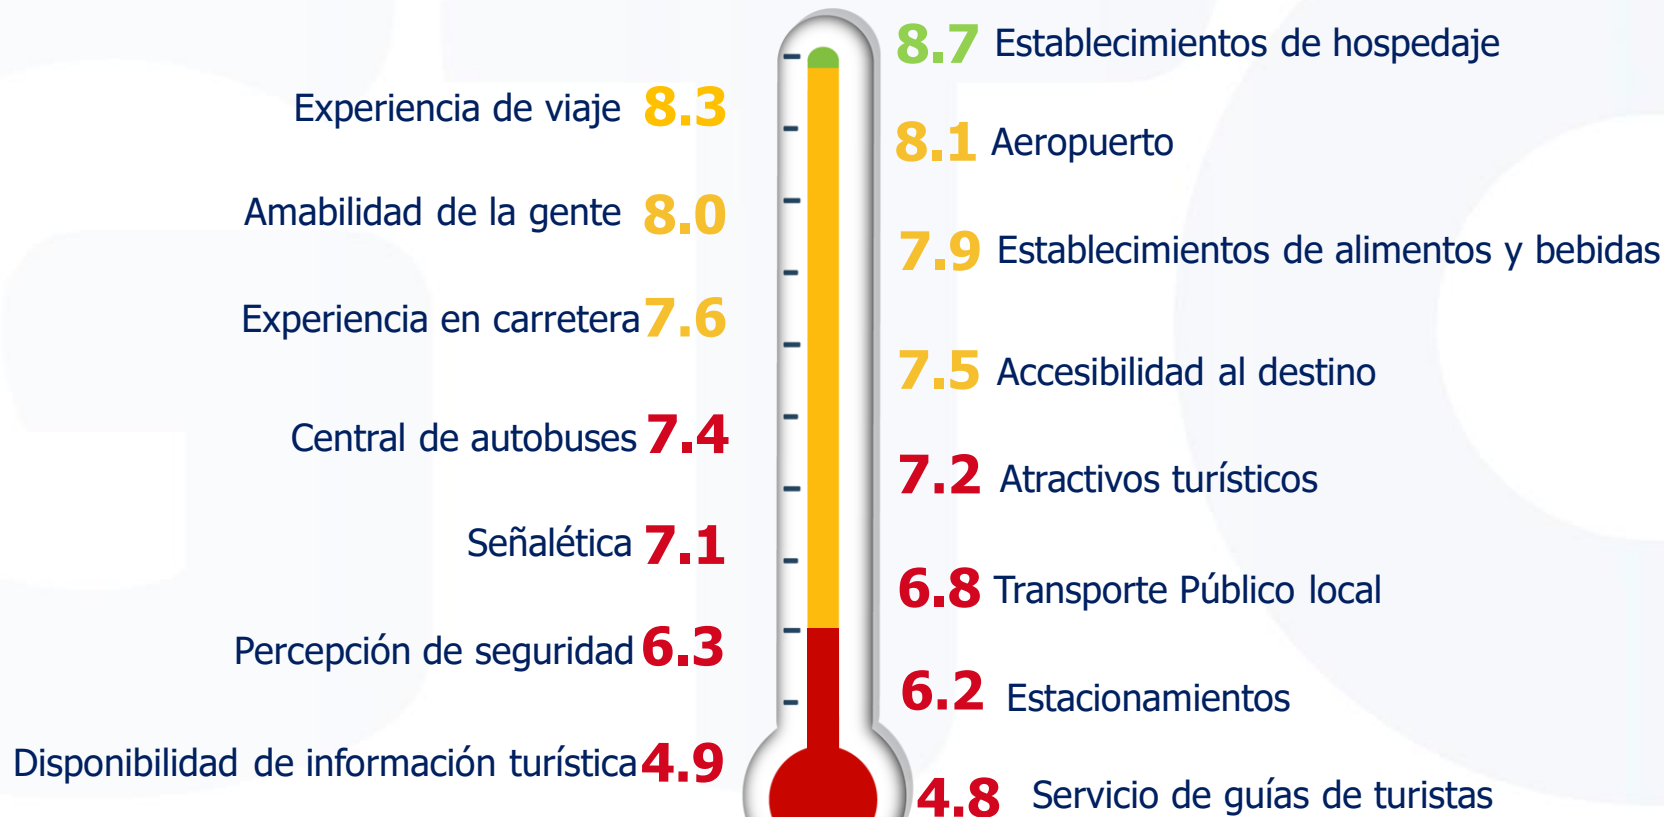 8.7 Establecimientos de hospedaje
Experiencia de viaje 8.3
8.1 Aeropuerto
Amabilidad de la gente 8.0
7.9 Establecimientos de alimentos y bebidas
Experiencia en carretera 7.6
7.5 Accesibilidad al destino
Central de autobuses 7.4
7.2 Atractivos turísticos
Señalética 7.1
6.8 Transporte Público local
Percepción de seguridad 6.3
6.2 Estacionamientos
Disponibilidad de información turística 4.9
4.8 Servicio de guías de turistas